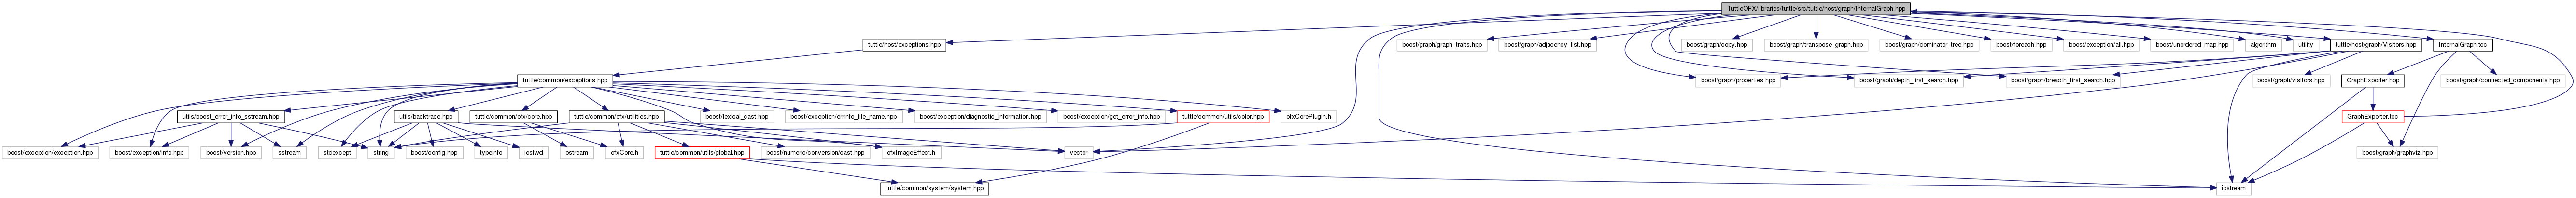 TuttleOFX/libraries/tuttle/src/tuttle/host/graph/InternalGraph.hpp
tuttle/host/exceptions.hpp
boost/graph/graph_traits.hpp
boost/graph/adjacency_list.hpp
boost/graph/copy.hpp
boost/graph/transpose_graph.hpp
boost/graph/dominator_tree.hpp
boost/foreach.hpp
boost/exception/all.hpp
boost/unordered_map.hpp
algorithm
utility
tuttle/host/graph/Visitors.hpp
InternalGraph.tcc
tuttle/common/exceptions.hpp
boost/graph/properties.hpp
boost/graph/depth_first_search.hpp
boost/graph/breadth_first_search.hpp
boost/graph/visitors.hpp
GraphExporter.hpp
boost/graph/connected_components.hpp
utils/boost_error_info_sstream.hpp
utils/backtrace.hpp
tuttle/common/ofx/core.hpp
tuttle/common/ofx/utilities.hpp
boost/lexical_cast.hpp
boost/exception/errinfo_file_name.hpp
boost/exception/diagnostic_information.hpp
boost/exception/get_error_info.hpp
tuttle/common/utils/color.hpp
ofxCorePlugin.h
GraphExporter.tcc
boost/exception/exception.hpp
boost/exception/info.hpp
boost/version.hpp
sstream
stdexcept
string
boost/config.hpp
typeinfo
iosfwd
ostream
ofxCore.h
tuttle/common/utils/global.hpp
boost/numeric/conversion/cast.hpp
ofxImageEffect.h
vector
boost/graph/graphviz.hpp
tuttle/common/system/system.hpp
iostream